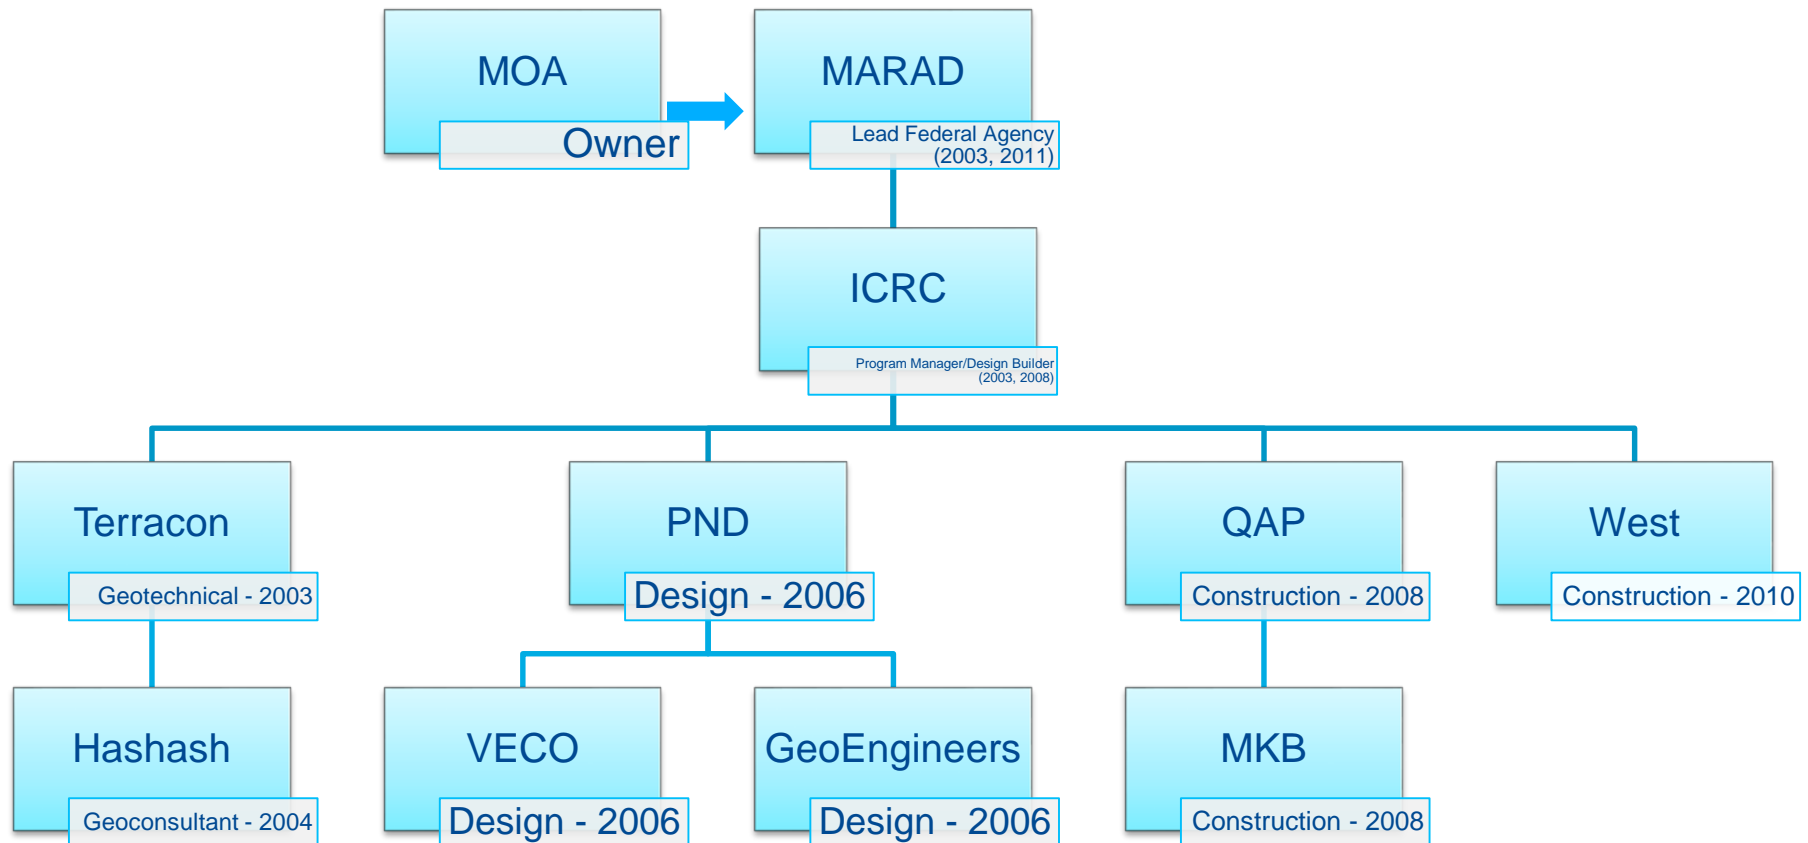 MOA
Owner
MARAD
Lead Federal Agency
(2003, 2011)
ICRC
Program Manager/Design Builder
(2003, 2008)
Terracon
Geotechnical - 2003
PND
Design - 2006
QAP
Construction - 2008
West
Construction - 2010
Hashash
Geoconsultant - 2004
VECO
Design - 2006
GeoEngineers
Design - 2006
MKB
Construction - 2008